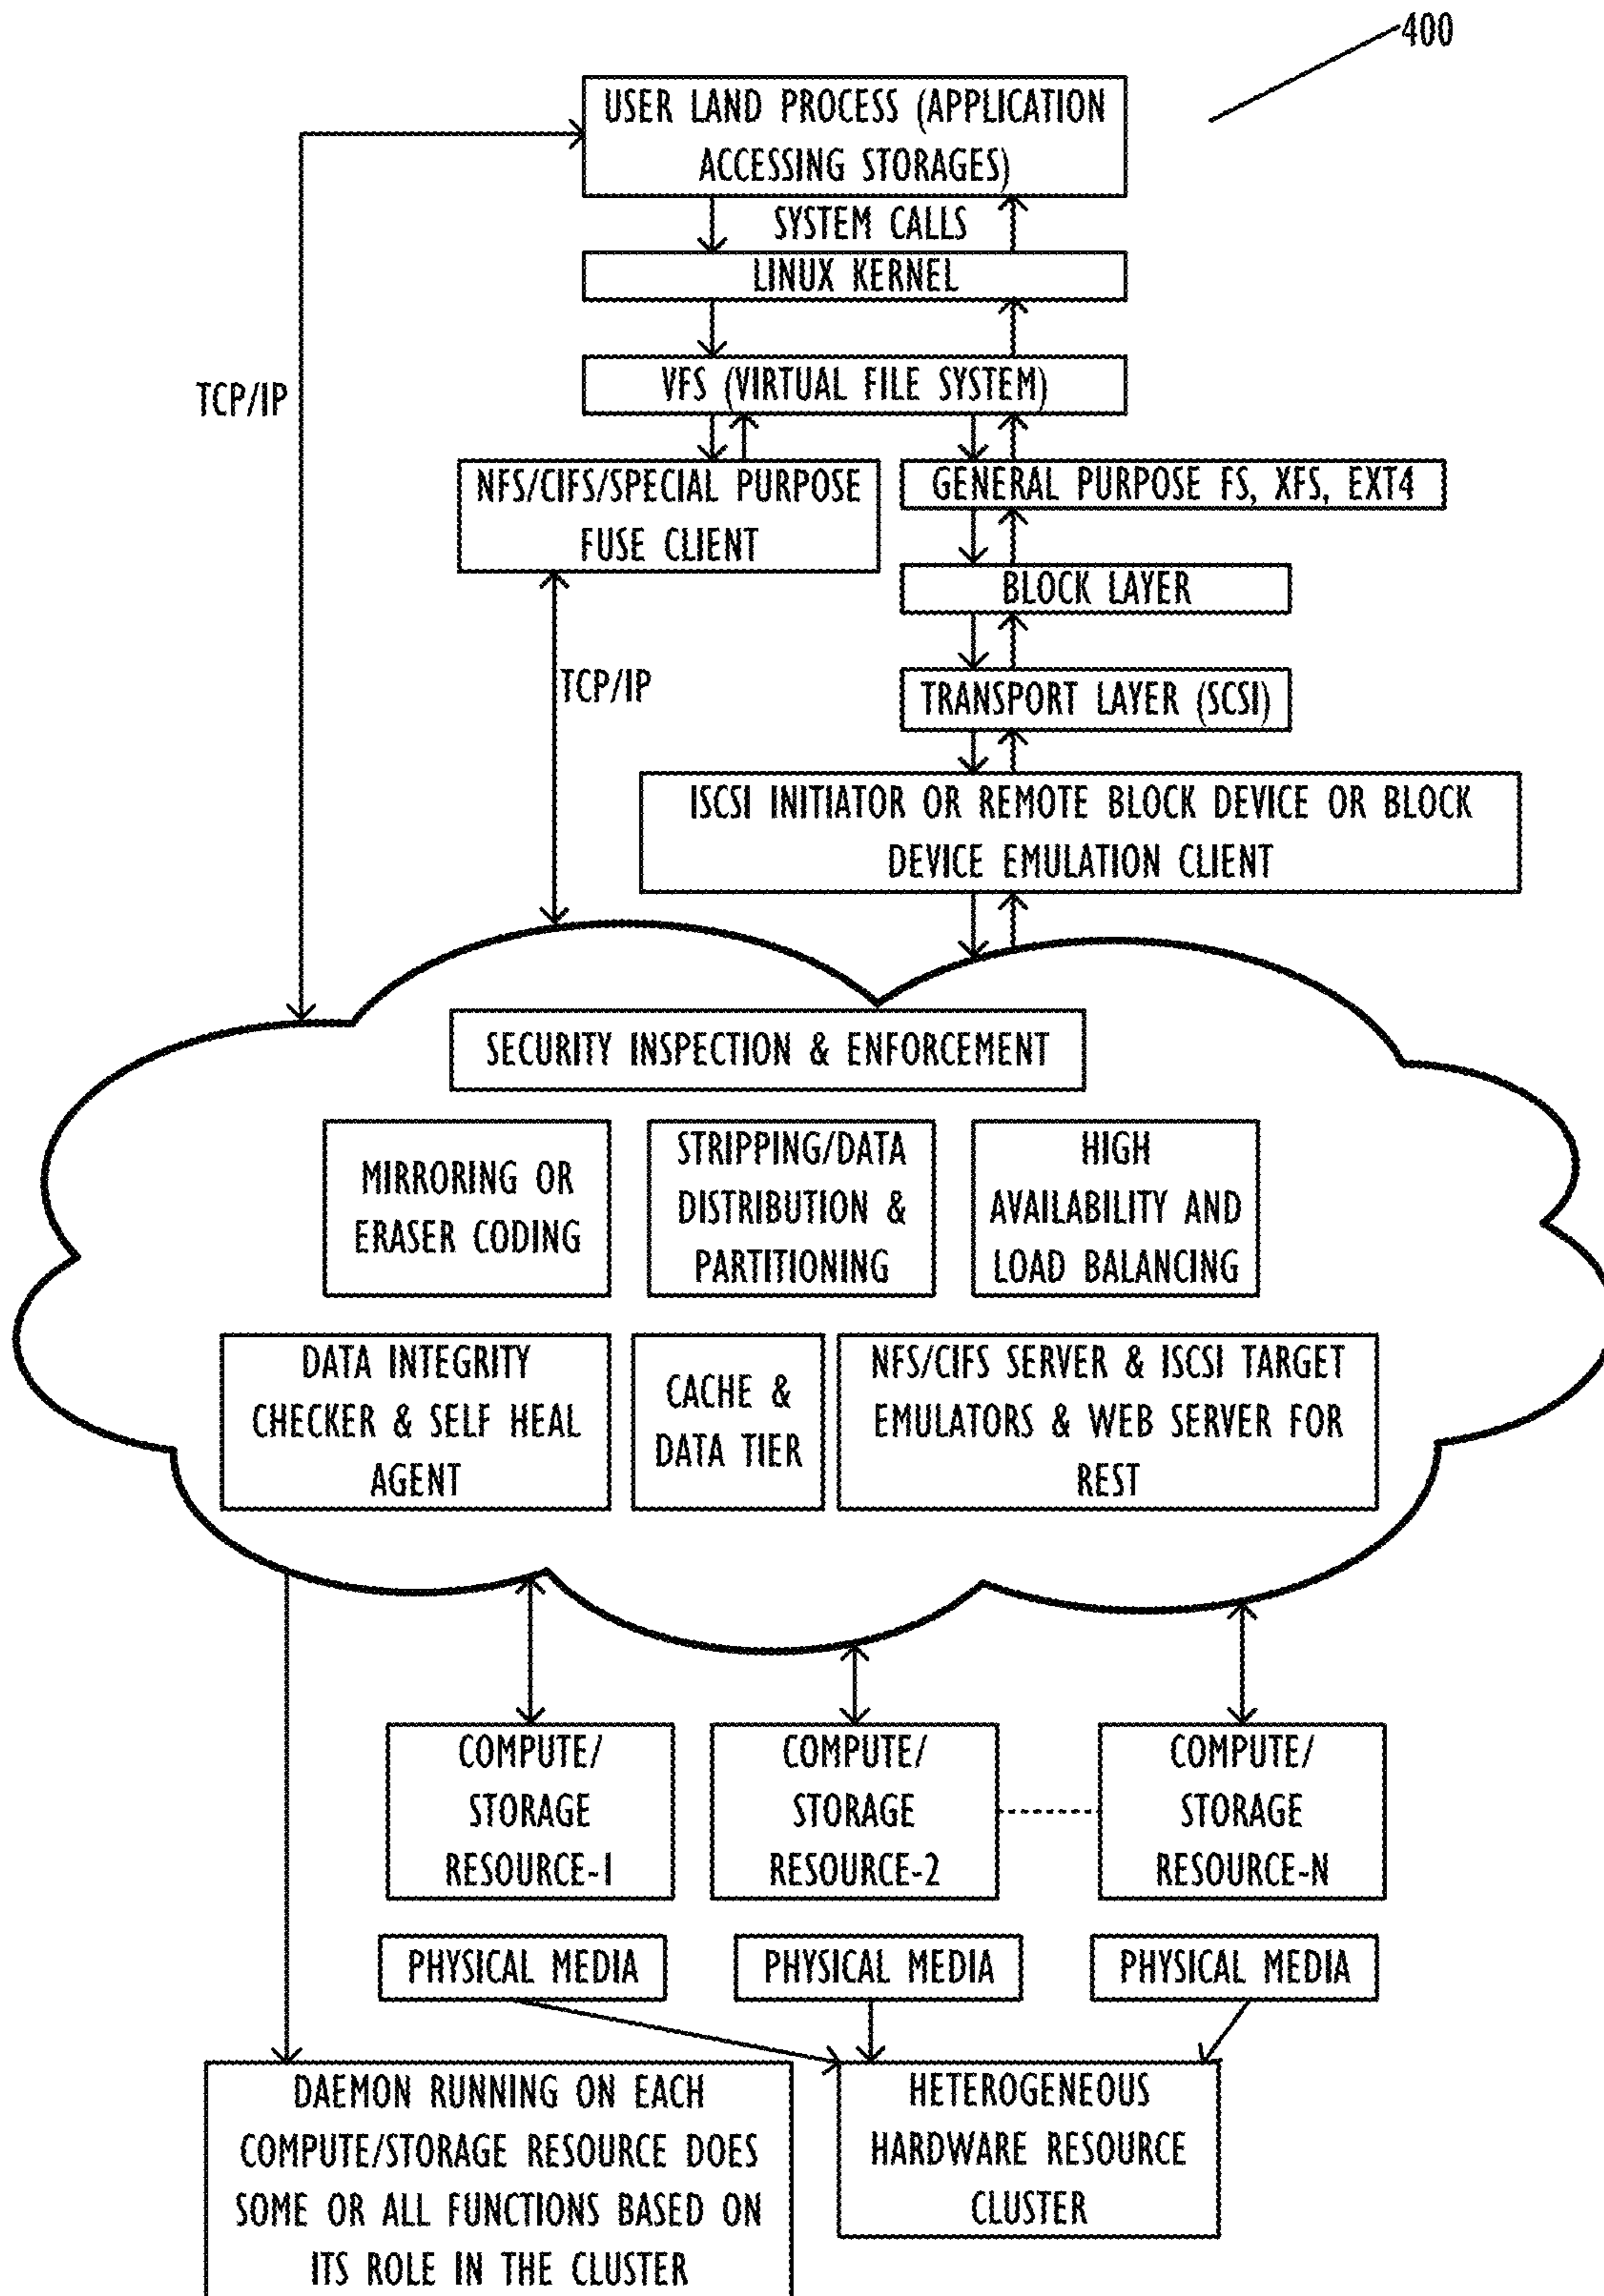 400
USER LAND PROCESS (APPLICATION
ACCESSING STORAGES)
SYSTEM CALLS
LINUX KERNEL
VFS (VIRTUAL FILE SYSTEM)
TCP/IP
NFS/CIFS/SPECIAL PURPOSE
FUSE CLIENT
GENERAL PURPOSE FS, XFS, EXT4
BLOCK LAYER
TCP/IP
TRANSPORT LAYER (SCSI)
ISCSI INITIATOR OR REMOTE BLOCK DEVICE OR BLOCK
DEVICE EMULATION CLIENT
SECURITY INSPECTION & ENFORCEMENT
MIRRORING OR
ERASER CODING
STRIPPING/DATA
DISTRIBUTION &
PARTITIONING
HIGH
AVAILABILITY AND
LOAD BALANCING
DATA INTEGRITY
CHECKER & SELF HEAL
AGENT
CACHE &
DATA TIER
NFS/CIFS SERVER & ISCSI TARGET
EMULATORS & WEB SERVER FOR
REST
COMPUTE/
STORAGE
RESOURCE-1
COMPUTE/
STORAGE
RESOURCE-2
COMPUTE/
STORAGE
RESOURCE-N
PHYSICAL MEDIA
PHYSICAL MEDIA
PHYSICAL MEDIA
DAEMON RUNNING ON EACH
COMPUTE/STORAGE RESOURCE DOES
SOME OR ALL FUNCTIONS BASED ON
ITS ROLE IN THE CLUSTER
HETEROGENEOUS
HARDWARE RESOURCE
CLUSTER